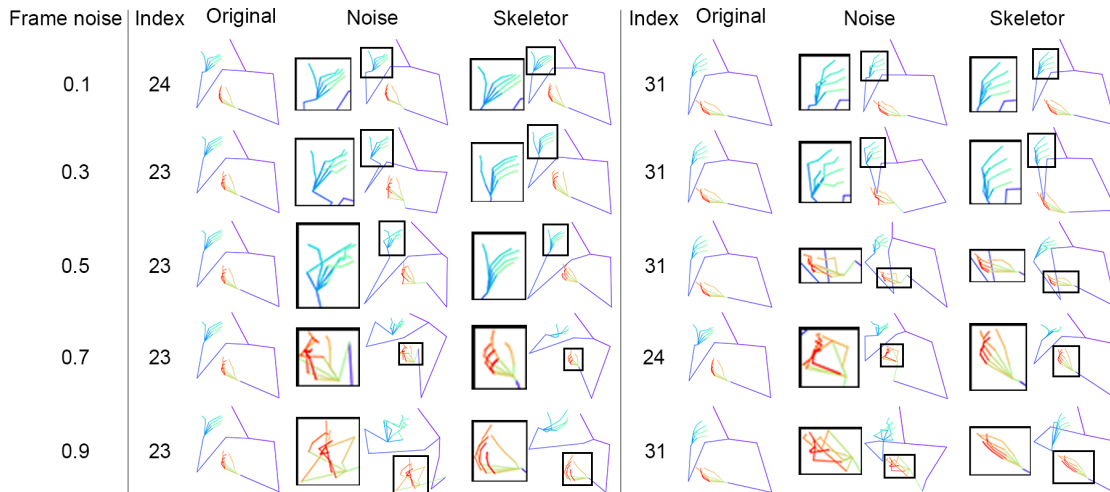 Frame noise Index Original Noise Skeletor Index Original Noise Skeletor
0.1 24 31
0.3 23 31
0.5 23 31
0.7 23 24
0.9 23 31